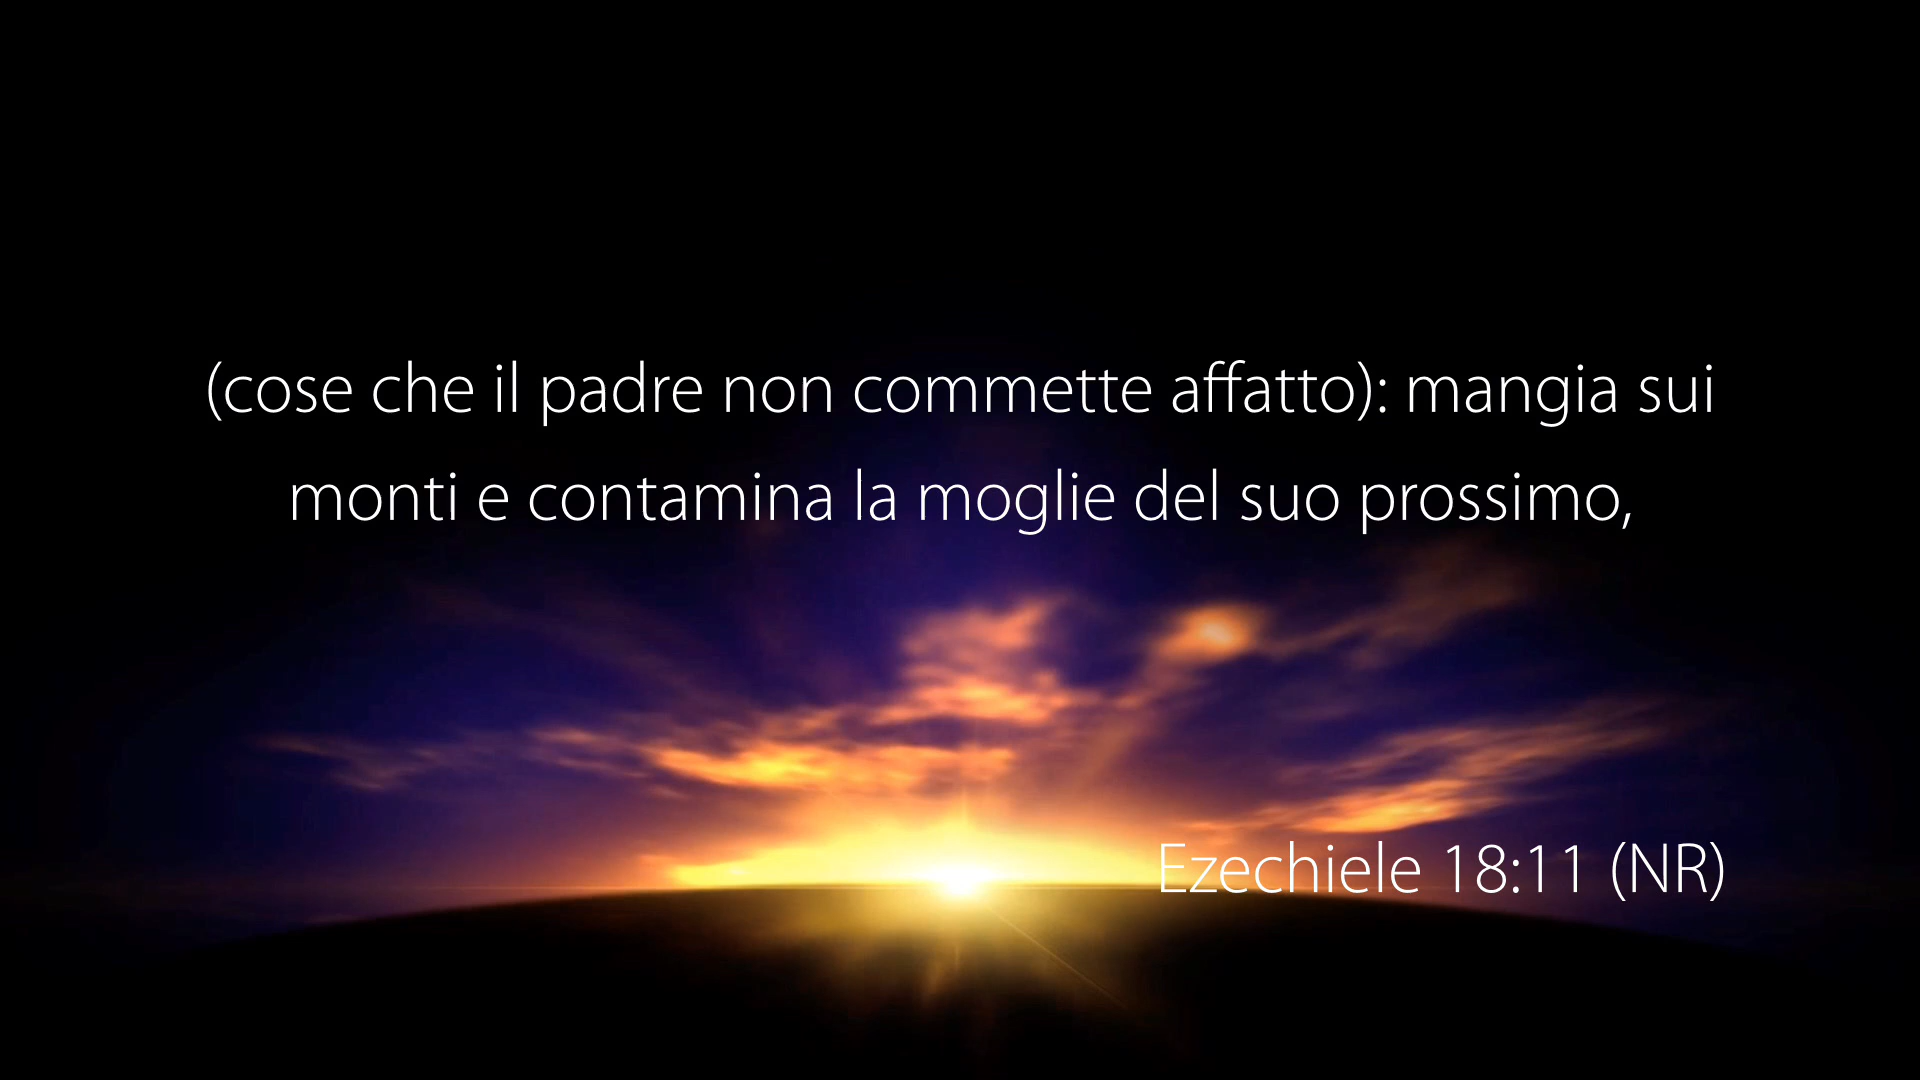 (cose che il padre non commette affatto): mangia sui
monti e contamina la moglie del suo prossimo,
Ezechiele 18:11 (NR)